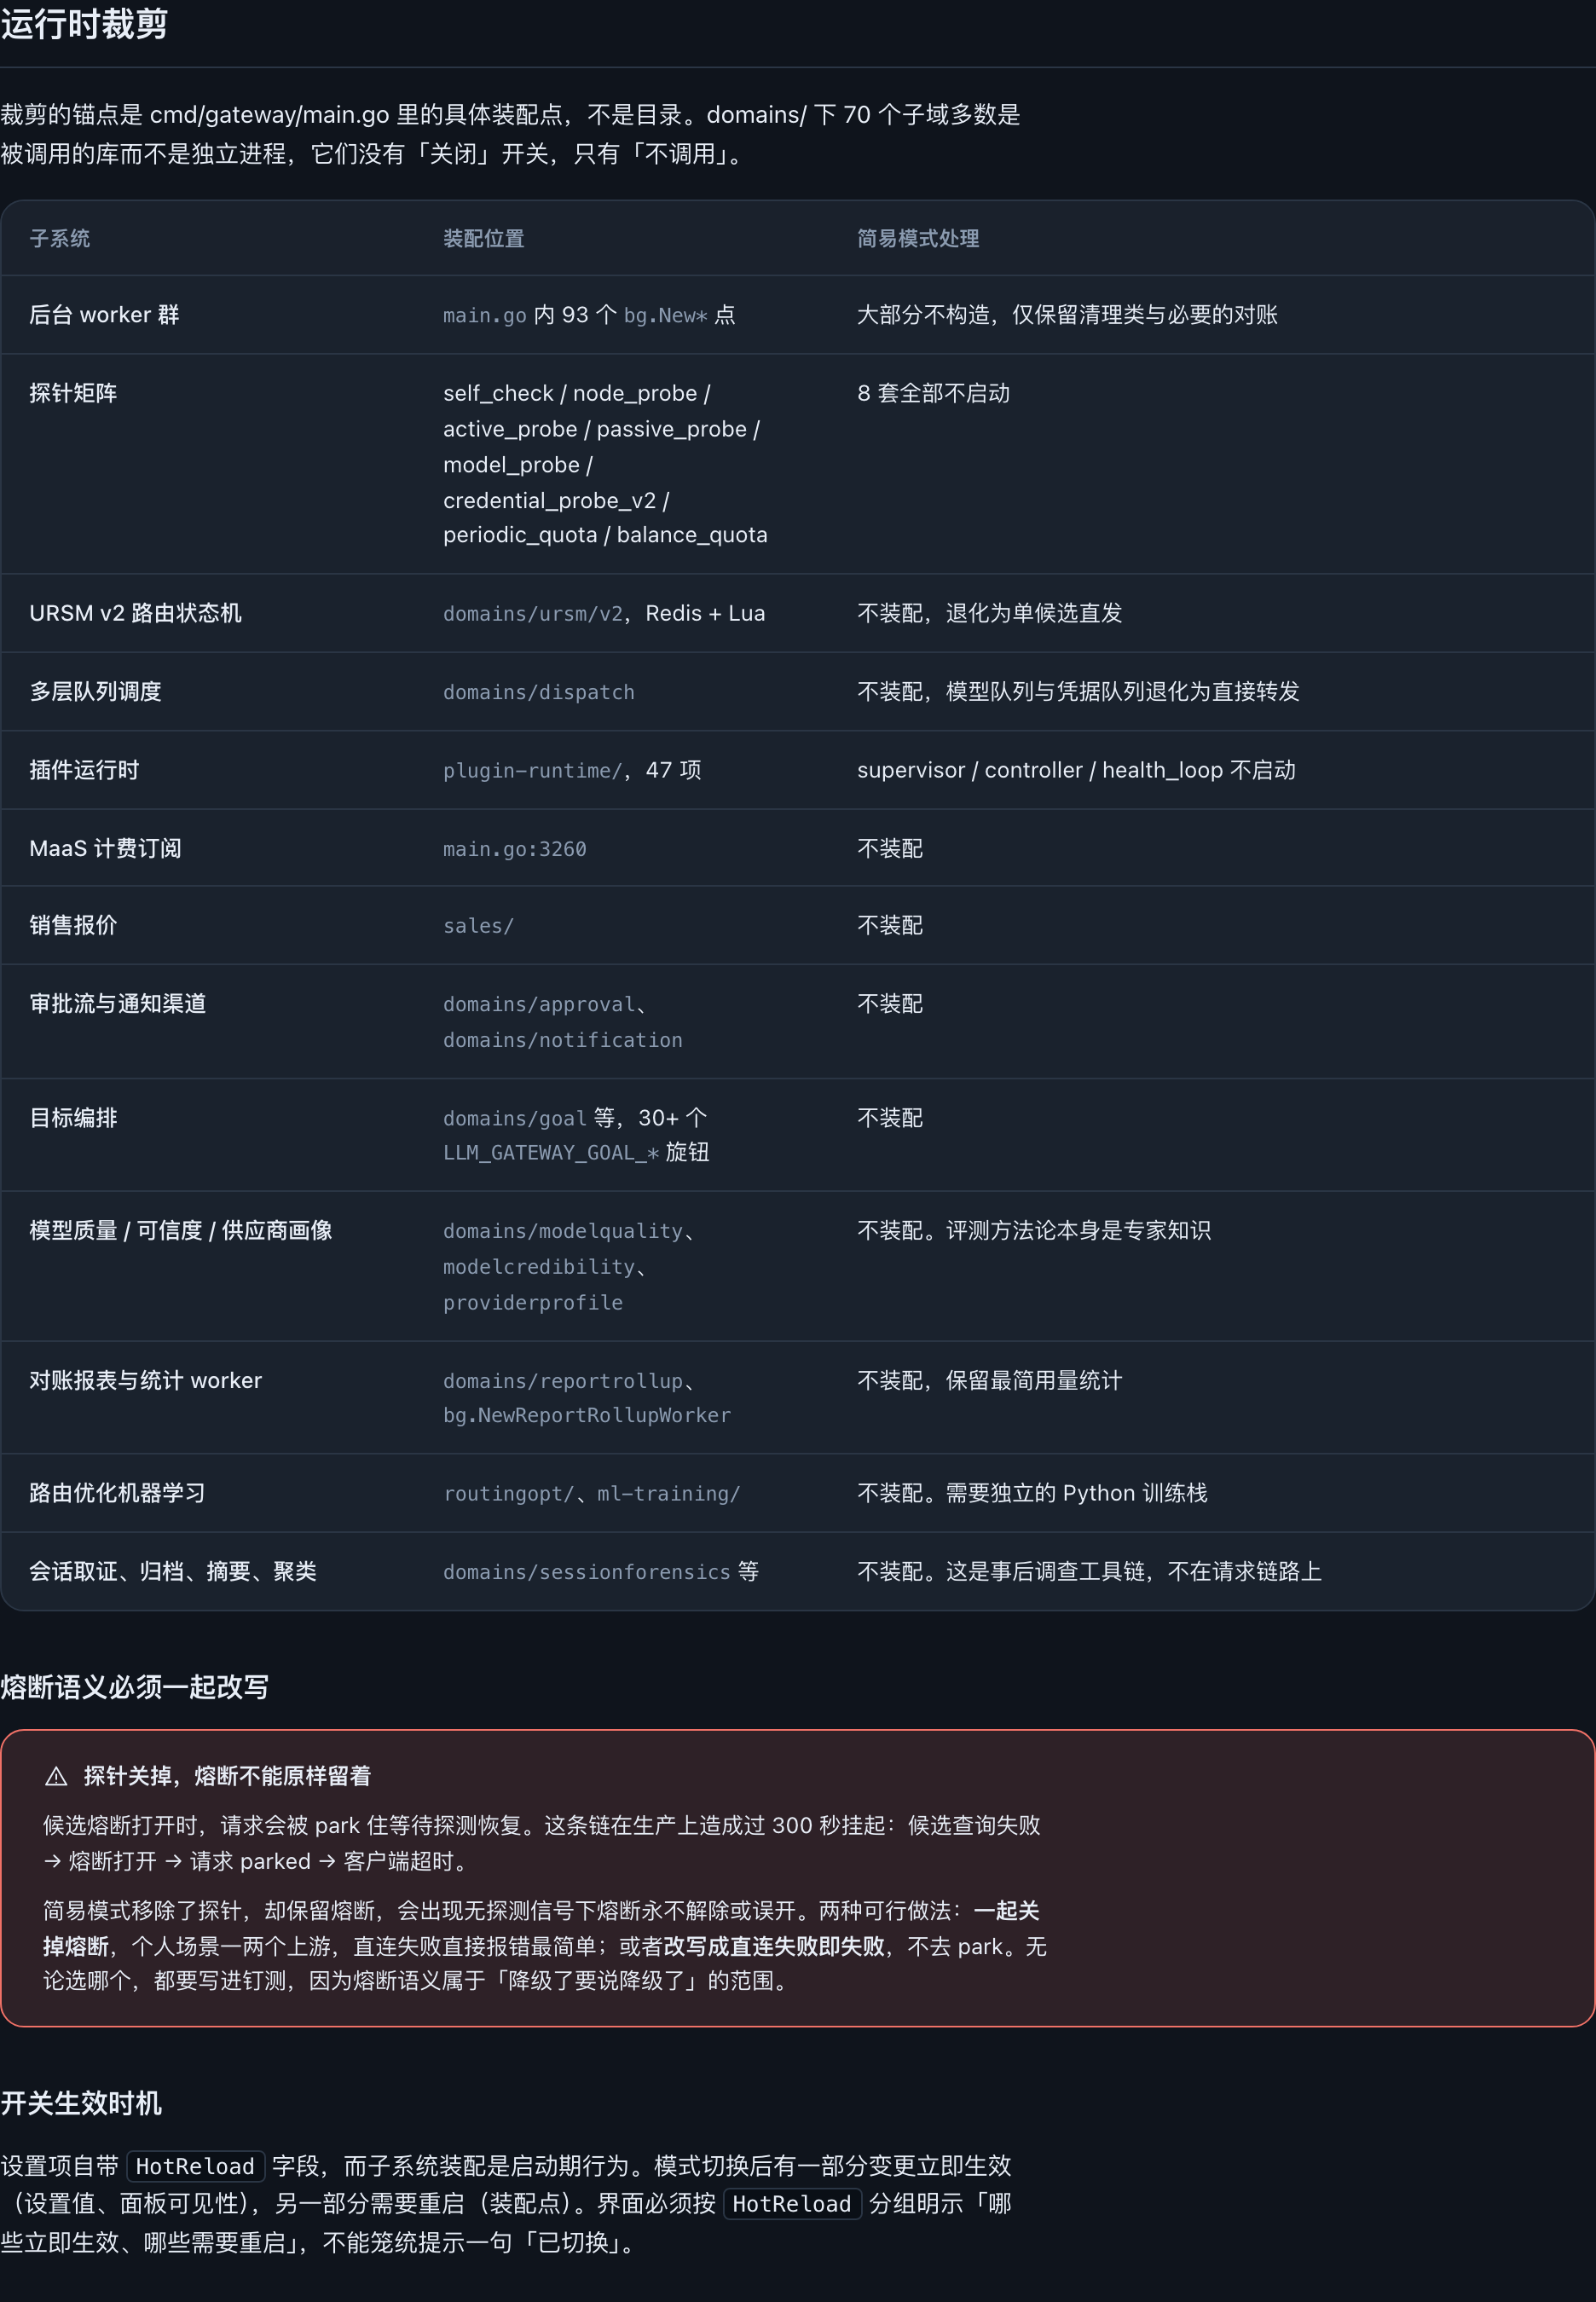 运行时裁剪
裁剪的锚点是 cmd/gateway/main.go 里的具体装配点，不是目录。domains/ 下 70 个子域多数是
被调用的库而不是独立进程，它们没有「关闭」开关，只有「不调用」。
子系统 装配位置 简易模式处理
后台 worker 群 main.go 内 93 个 bg.New* 点 大部分不构造，仅保留清理类与必要的对账
探针矩阵 self_check / node_probe / 8 套全部不启动
active_probe / passive_probe /
model_probe /
credential_probe_v2 /
periodic_quota / balance_quota
URSM v2 路由状态机 domains/ursm/v2，Redis + Lua 不装配，退化为单候选直发
多层队列调度 domains/dispatch 不装配，模型队列与凭据队列退化为直接转发
插件运行时 plugin-runtime/，47 项 supervisor / controller / health_loop 不启动
MaaS 计费订阅 main.go:3260 不装配
销售报价 sales/ 不装配
审批流与通知渠道 domains/approval、 不装配
domains/notification
目标编排 domains/goal 等，30+ 个 不装配
LLM_GATEWAY_GOAL_* 旋钮
模型质量 / 可信度 / 供应商画像 domains/modelquality、 不装配。评测方法论本身是专家知识
modelcredibility、
providerprofile
对账报表与统计 worker domains/reportrollup、 不装配，保留最简用量统计
bg.NewReportRollupWorker
路由优化机器学习 routingopt/、ml-training/ 不装配。需要独立的 Python 训练栈
会话取证、归档、摘要、聚类 domains/sessionforensics 等 不装配。这是事后调查工具链，不在请求链路上
熔断语义必须一起改写
⚠ 探针关掉，熔断不能原样留着
候选熔断打开时，请求会被 park 住等待探测恢复。这条链在生产上造成过 300 秒挂起：候选查询失败
→ 熔断打开 → 请求 parked → 客户端超时。
简易模式移除了探针，却保留熔断，会出现无探测信号下熔断永不解除或误开。两种可行做法：一起关
掉熔断，个人场景一两个上游，直连失败直接报错最简单；或者改写成直连失败即失败，不去 park。无
论选哪个，都要写进钉测，因为熔断语义属于「降级了要说降级了」的范围。
开关生效时机
设置项自带 HotReload 字段，而子系统装配是启动期行为。模式切换后有一部分变更立即生效
（设置值、面板可见性），另一部分需要重启（装配点）。界面必须按 HotReload 分组明示「哪
些立即生效、哪些需要重启」，不能笼统提示一句「已切换」。